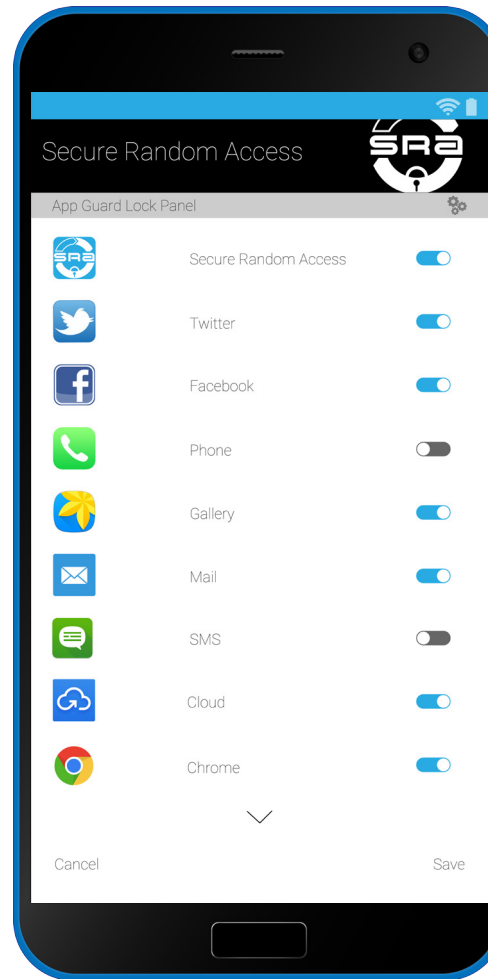 Secure Random Access
SRa
App Guard Lock Panel
SRa
Secure Random Access
Twitter
f
Facebook
Phone
Gallery
Mail
SMS
Cloud
Chrome
Cancel
Save